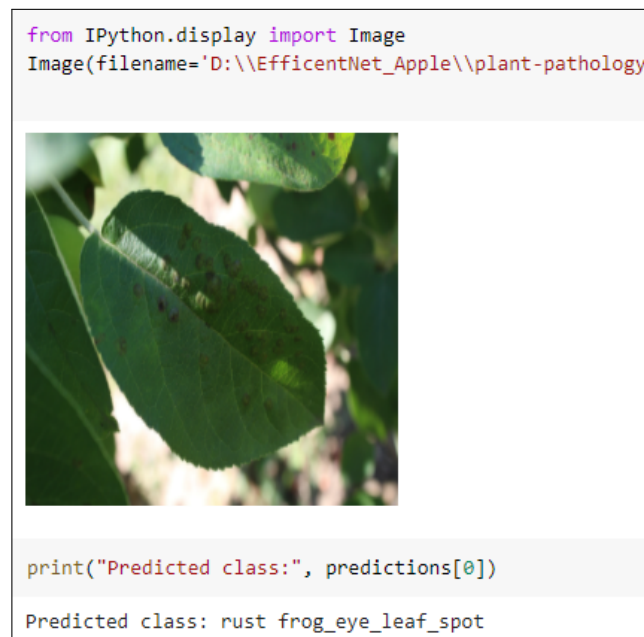 from IPython.display import Image
Image(filename='D:\\EfficentNet_Apple\\plant-pathology
print("Predicted class:", predictions[0])
Predicted class: rust frog_eye_leaf_spot